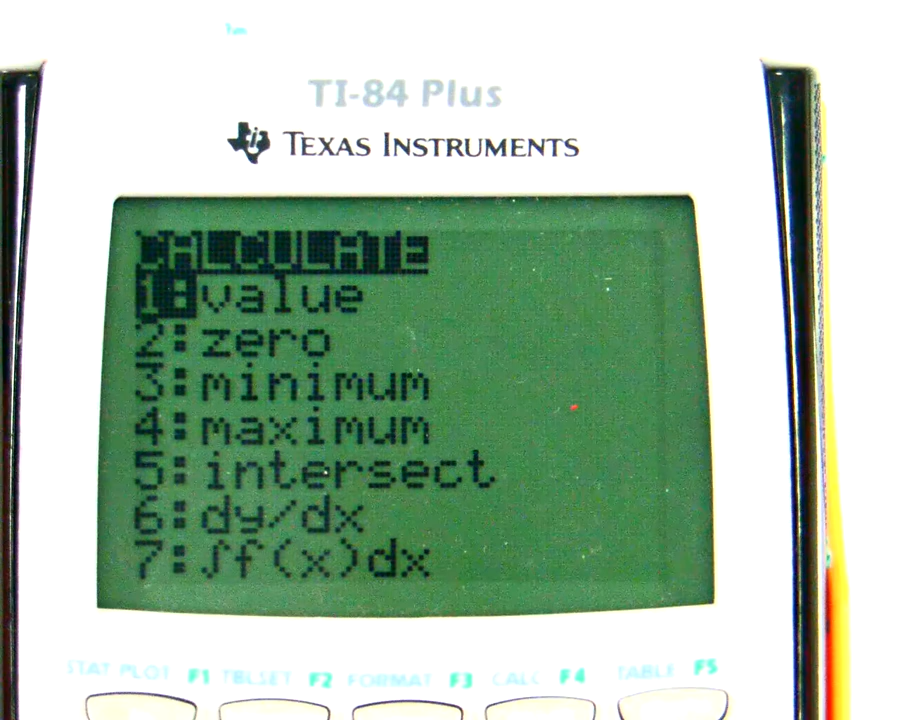 TI-84 Plus
TEXAS INSTRUMENTS
CALCULATE
1:value
2:zero
3:minimum
4:maximum
5:intersect
6:dy/dx
7:∫f(x)dx
STAT PLOT F1 TBLSET F2 FORMAT F3 CALC F4 TABLE F5